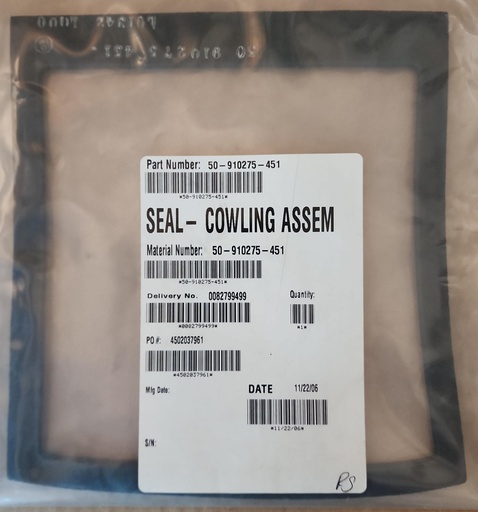 Part Number: 50-910275-451
*50-910275-451*
SEAL- COWLING ASSEM
Material Number: 50-910275-451
*50-910275-451*
Delivery No. 0082799499 Quantity:
*0082799499* *1*
PO #: 4502037961
*4502037961*
Mfg Date: DATE 11/22/06
*11/22/06*
S/N:
RS